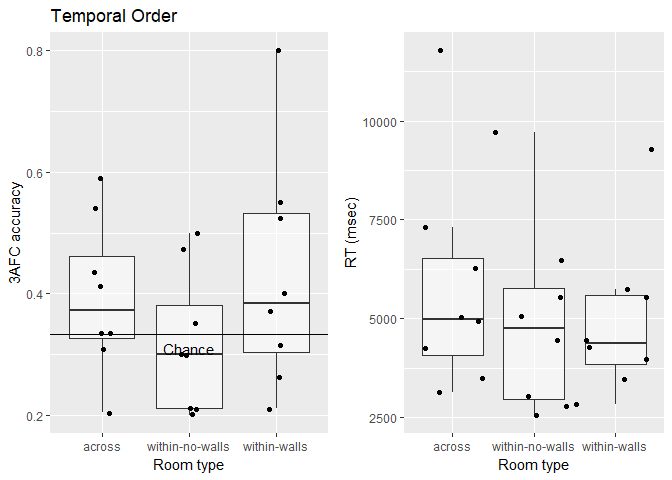 Temporal Order
3AFC accuracy
0.8
0.6
0.4
0.2
Chance
across within-no-walls within-walls
Room type
RT (msec)
10000
7500
5000
2500
across within-no-walls within-walls
Room type